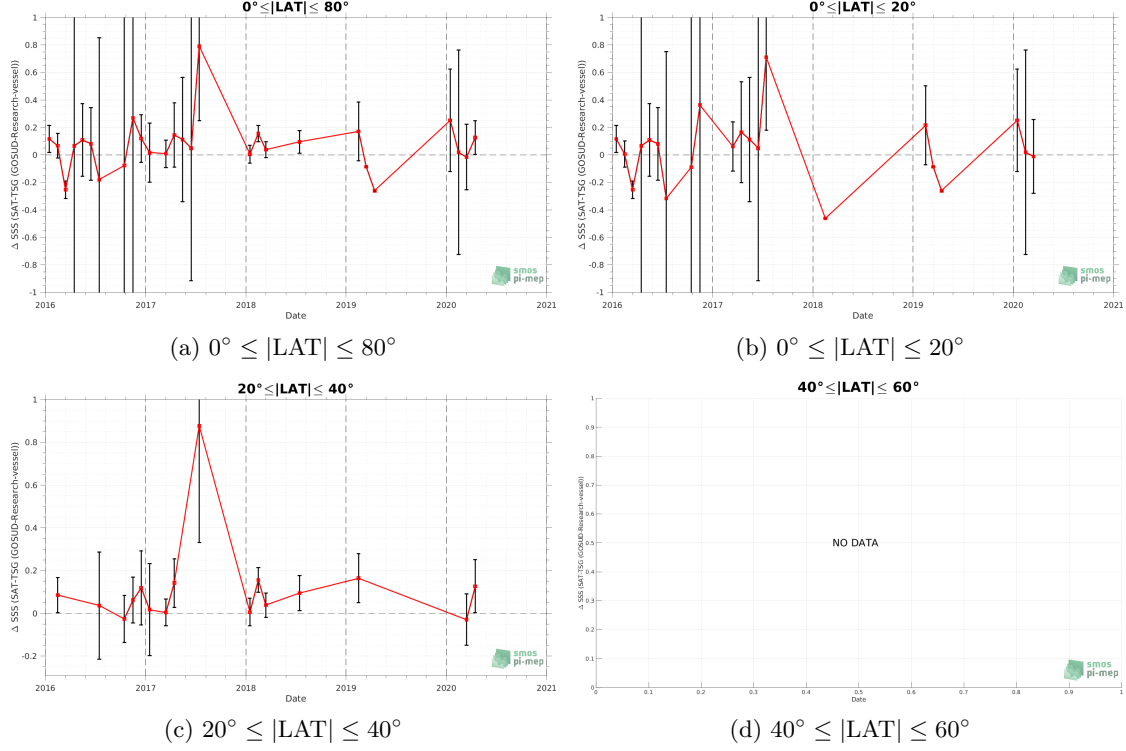 0°≤|LAT|≤ 80°
Δ SSS (SAT-TSG (GOSUD-Research-vessel))
1
0.8
0.6
0.4
0.2
0
-0.2
-0.4
-0.6
-0.8
-1
2016
2017
2018
2019
2020
2021
Date
smos
pi-mep
(a) 0° ≤ |LAT| ≤ 80°
0°≤|LAT|≤ 20°
Δ SSS (SAT-TSG (GOSUD-Research-vessel))
1
0.8
0.6
0.4
0.2
0
-0.2
-0.4
-0.6
-0.8
-1
2016
2017
2018
2019
2020
2021
Date
smos
pi-mep
(b) 0° ≤ |LAT| ≤ 20°
20°≤|LAT|≤ 40°
Δ SSS (SAT-TSG (GOSUD-Research-vessel))
1
0.8
0.6
0.4
0.2
0
-0.2
2016
2017
2018
2019
2020
2021
Date
smos
pi-mep
(c) 20° ≤ |LAT| ≤ 40°
40°≤|LAT|≤ 60°
Δ SSS (SAT-TSG (GOSUD-Research-vessel))
1
0.9
0.8
0.7
0.6
0.5
0.4
0.3
0.2
0.1
0
NO DATA
0
0.1
0.2
0.3
0.4
0.5
0.6
0.7
0.8
0.9
1
Date
smos
pi-mep
(d) 40° ≤ |LAT| ≤ 60°